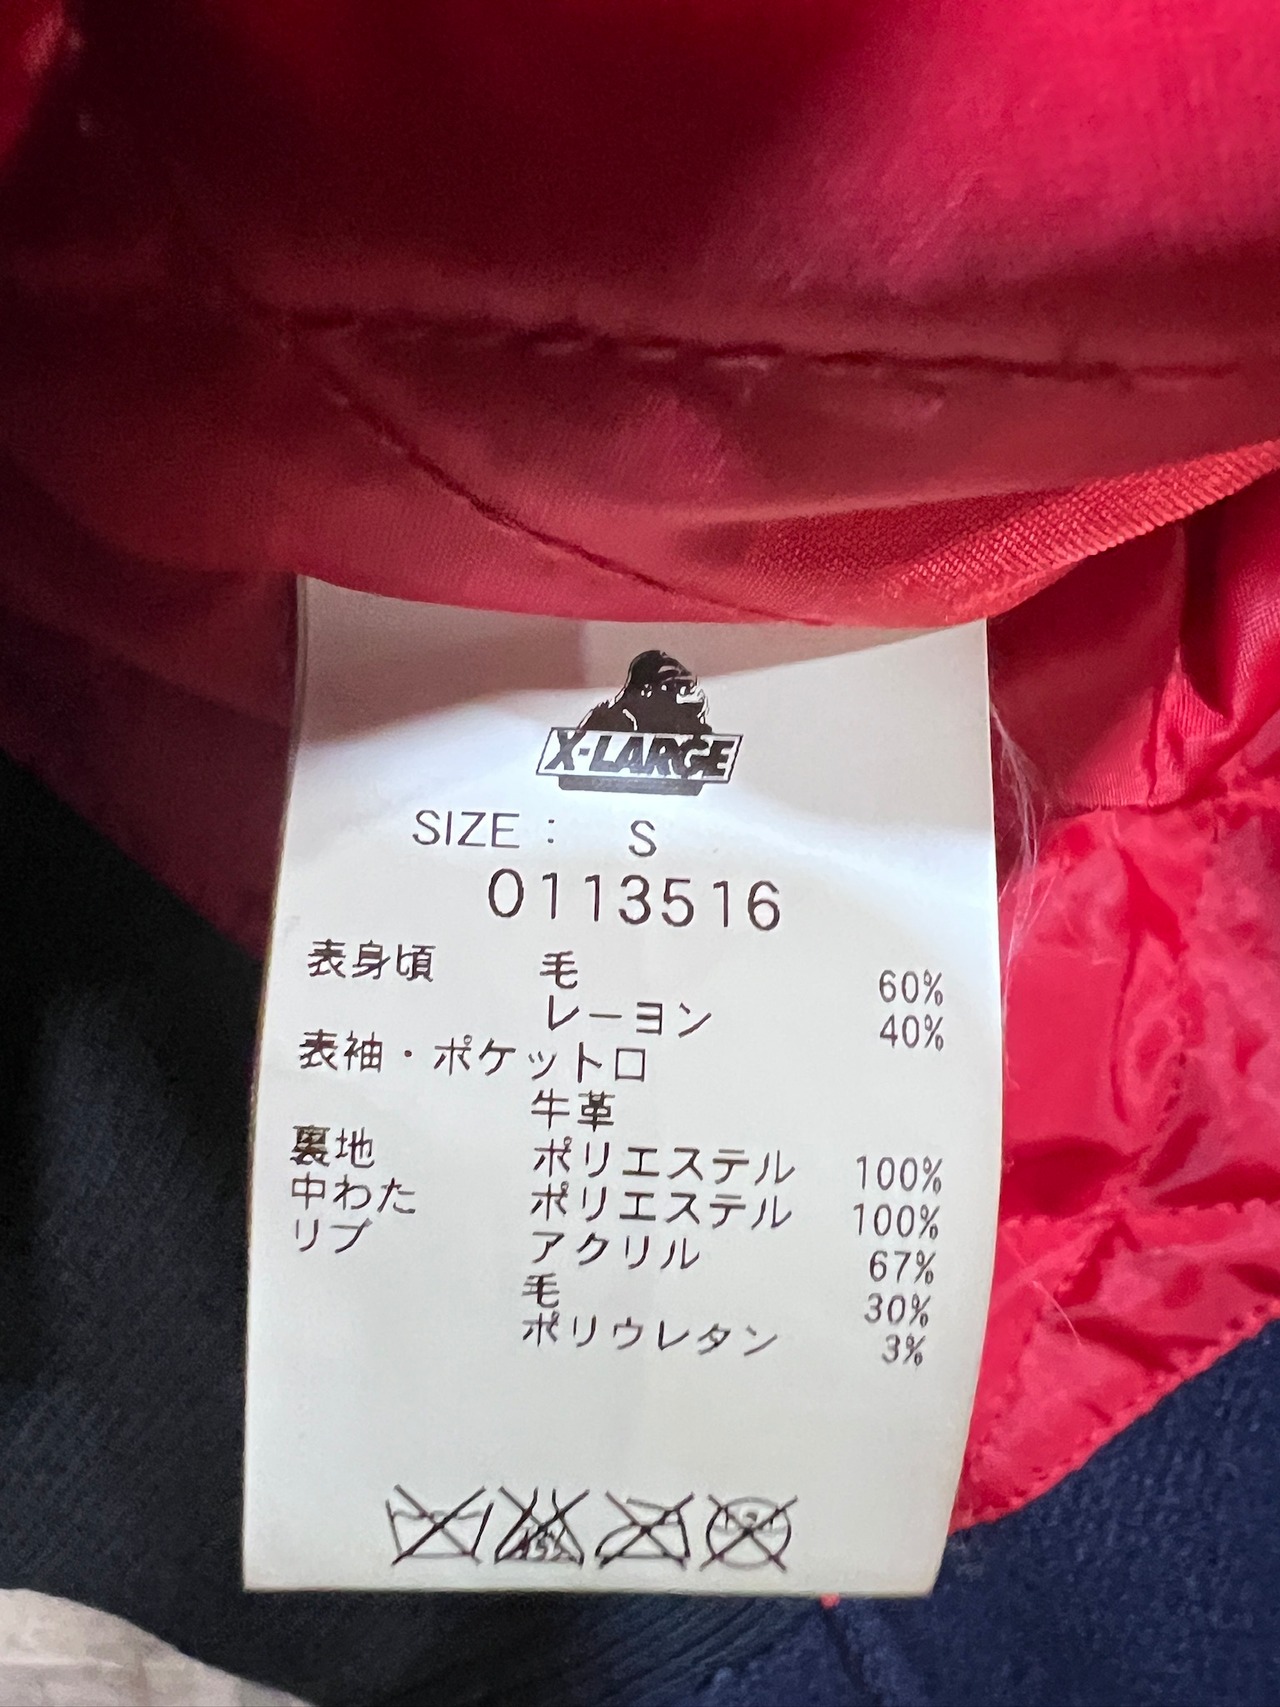 X-LARGE
SIZE : S
0113516
表身頃 毛 60%
レーヨン 40%
表袖・ポケット口
牛革
裏地 ポリエステル 100%
中わた ポリエステル 100%
リブ アクリル 67%
毛 30%
ポリウレタン 3%